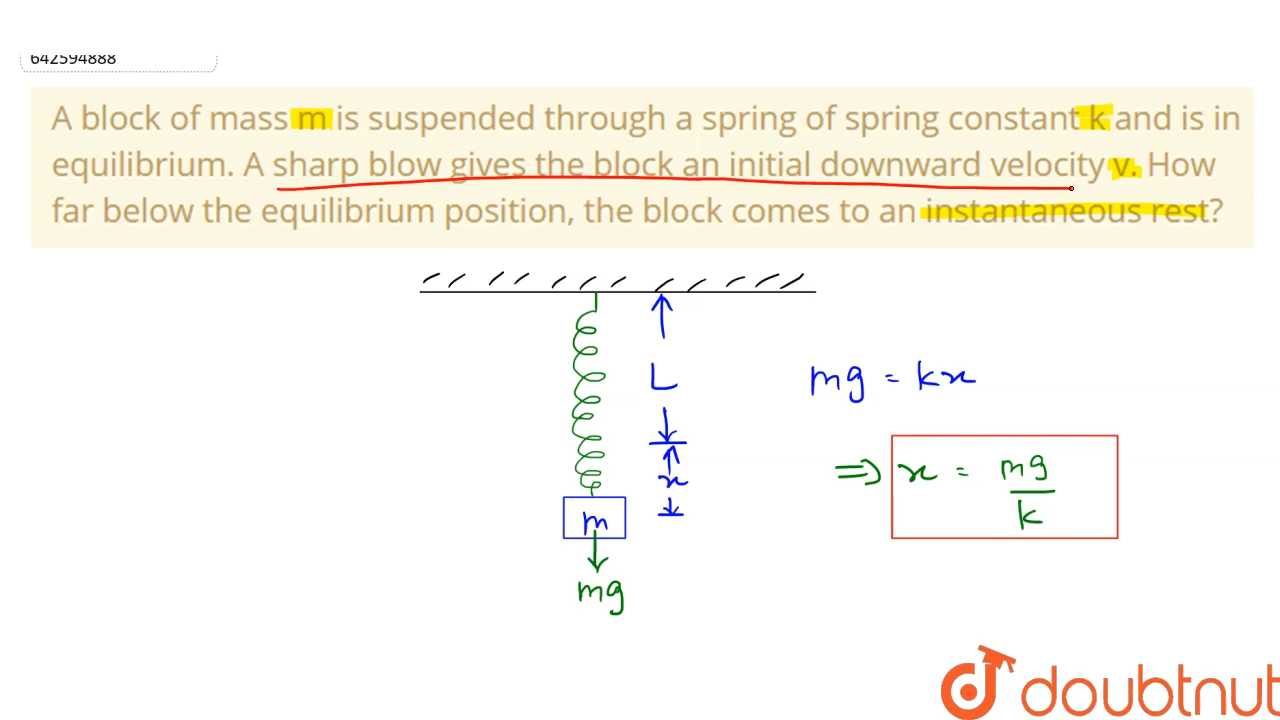 642594888
A block of mass m is suspended through a spring of spring constant k and is in
equilibrium. A sharp blow gives the block an initial downward velocity v. How
far below the equilibrium position, the block comes to an instantaneous rest?
L
mg = kx
x
⇒ x = mg/k
m
mg
doubtnut